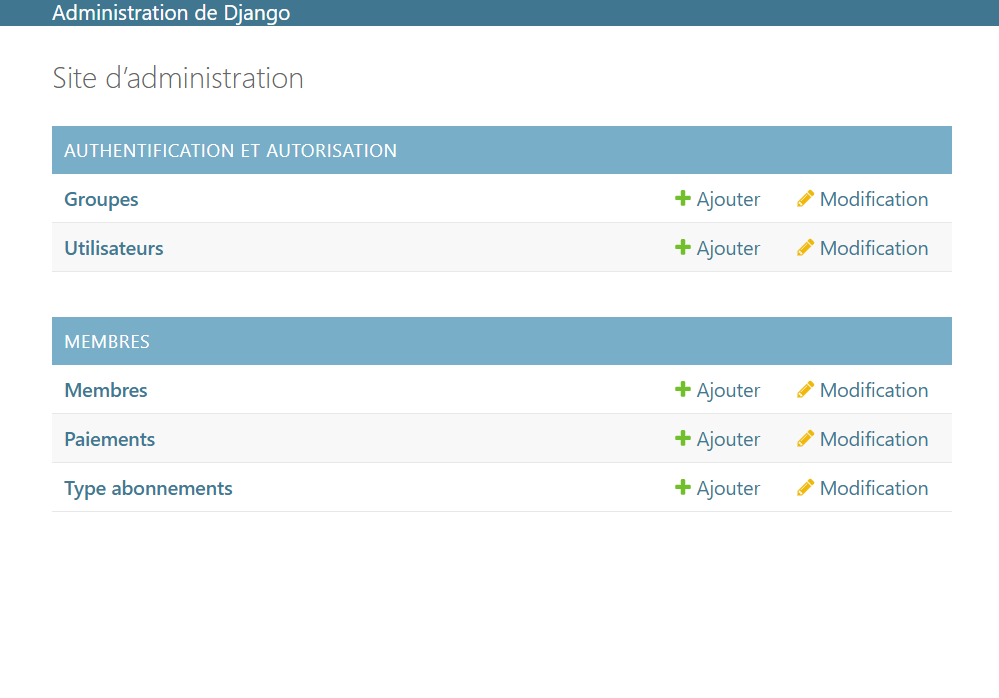 Administration de Django
Site d’administration
AUTHENTIFICATION ET AUTORISATION
Groupes Ajouter Modification
Utilisateurs Ajouter Modification
MEMBRES
Membres Ajouter Modification
Paiements Ajouter Modification
Type abonnements Ajouter Modification